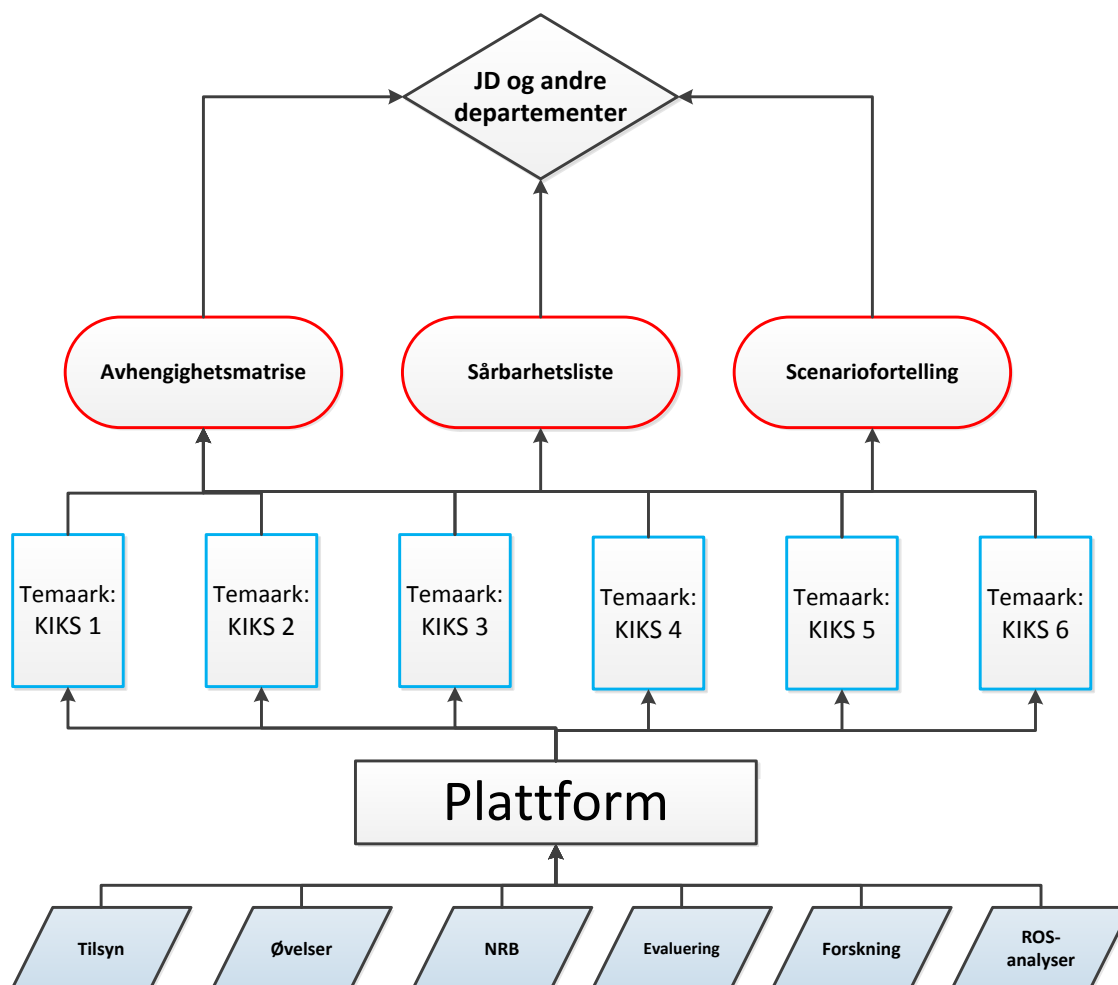 JD og andre
departementer
Avhengighetsmatrise
Sårbarhetsliste
Scenariofortelling
Temaark:
KIKS 1
Temaark:
KIKS 2
Temaark:
KIKS 3
Temaark:
KIKS 4
Temaark:
KIKS 5
Temaark:
KIKS 6
Plattform
Tilsyn
Øvelser
NRB
Evaluering
Forskning
ROS-
analyser